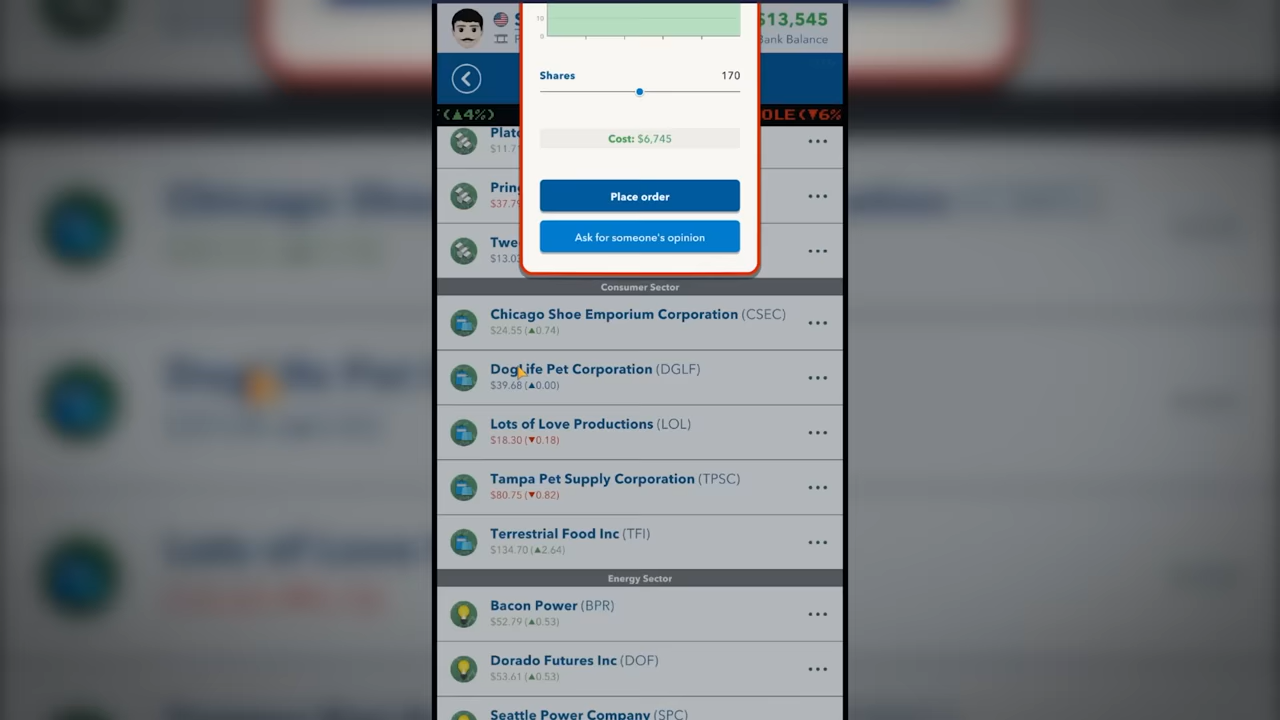 10
0
$13,545
Bank Balance
Shares 170
Cost: $6,745
Place order
Ask for someone's opinion
(▲4%)
OLE (▼6%
Plato
$11.7
Prin
$37.79
Twe
$13.0
Consumer Sector
Chicago Shoe Emporium Corporation (CSEC)
$24.55 (▲0.74)
DogLife Pet Corporation (DGLF)
$39.68 (▲0.00)
Lots of Love Productions (LOL)
$18.30 (▼0.18)
Tampa Pet Supply Corporation (TPSC)
$80.75 (▼0.82)
Terrestrial Food Inc (TFI)
$134.70 (▲2.64)
Energy Sector
Bacon Power (BPR)
$52.79 (▲0.53)
Dorado Futures Inc (DOF)
$53.61 (▲0.53)
Seattle Power Company (SPC)